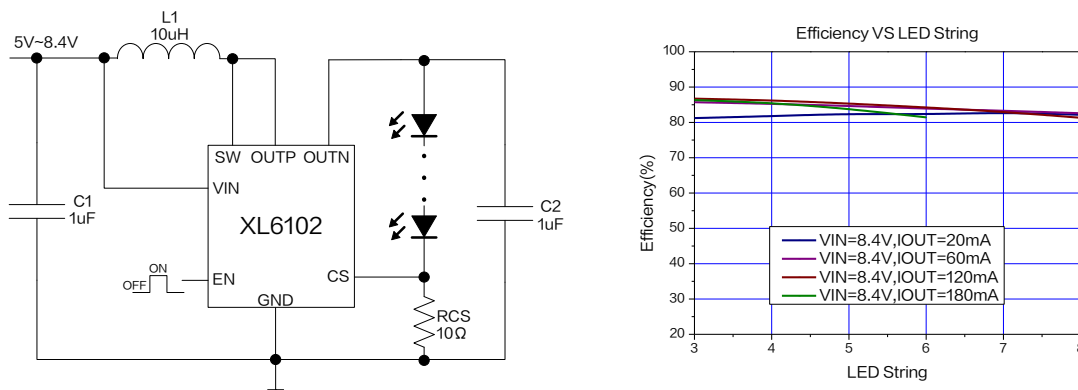 L1
10uH
5V~8.4V
SW OUTP OUTN
VIN
C1
1uF
XL6102
C2
1uF
ON
OFF
EN
CS
GND
RCS
10Ω
Efficiency VS LED String
Efficiency(%)
100
90
80
70
60
50
40
30
20
VIN=8.4V,IOUT=20mA
VIN=8.4V,IOUT=60mA
VIN=8.4V,IOUT=120mA
VIN=8.4V,IOUT=180mA
3 4 5 6 7 8
LED String